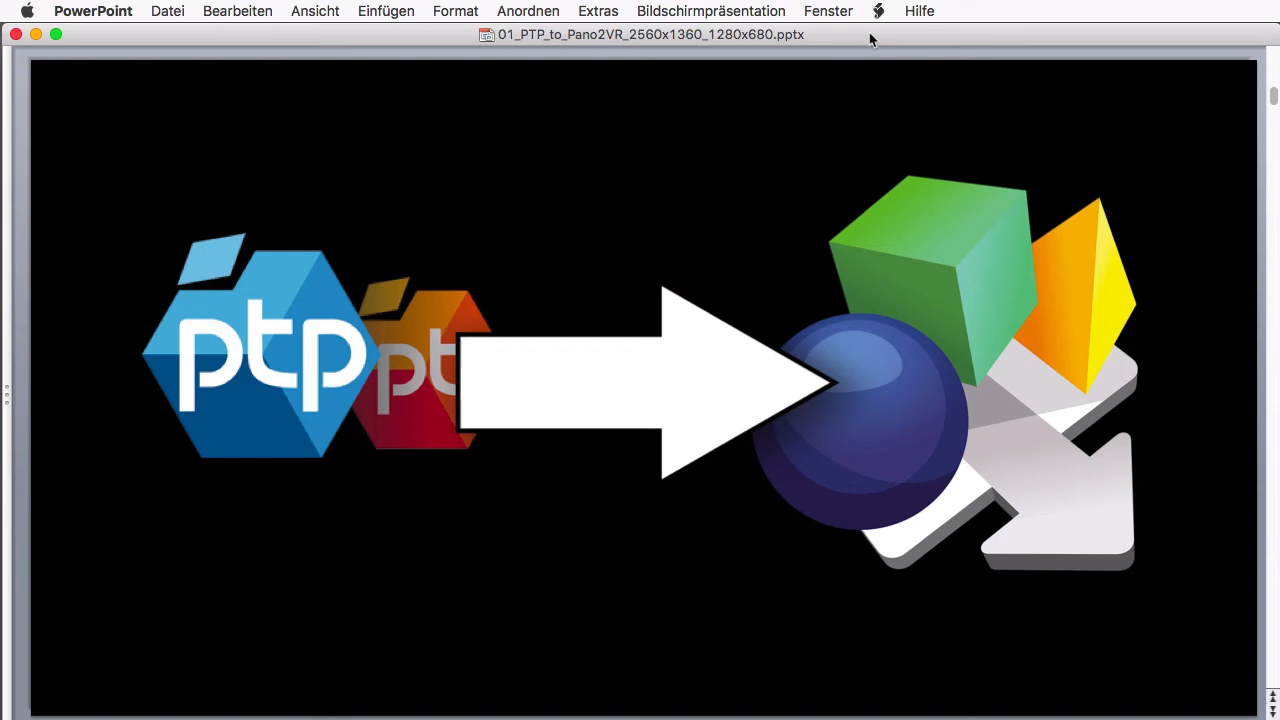 PowerPoint Datei Bearbeiten Ansicht Einfügen Format Anordnen Extras Bildschirmpräsentation Fenster Hilfe
01_PTP_to_Pano2VR_2560x1360_1280x680.pptx
ptp
pt